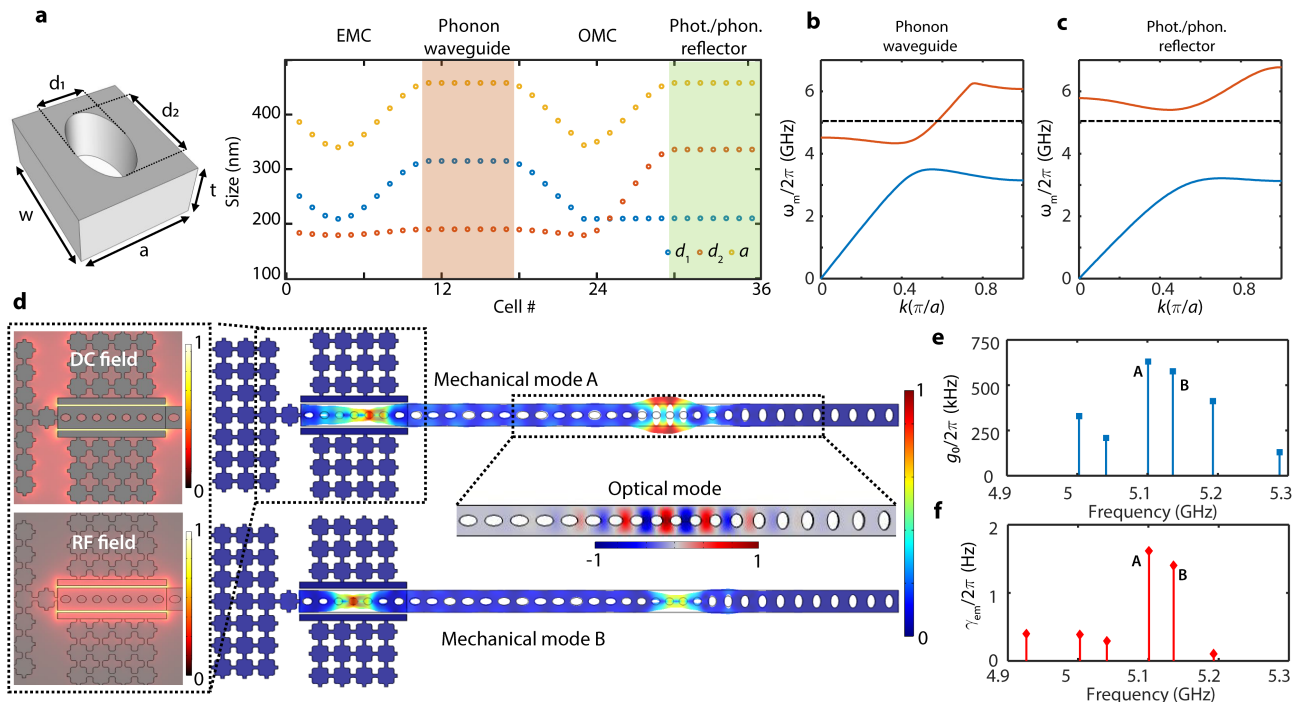 a
d₁
d₂
t
w
a
EMC
Phonon
waveguide
OMC
Phot./phon.
reflector
Size (nm)
400
300
200
100
0
12
24
36
Cell #
d₁ d₂ a
b
Phonon
waveguide
ωm/2π (GHz)
6
4
2
0
0
0.4
0.8
k(π/a)
c
Phot./phon.
reflector
ωm/2π (GHz)
6
4
2
0
0
0.4
0.8
k(π/a)
d
DC field
1
0
RF field
1
0
Mechanical mode A
Optical mode
-1
1
Mechanical mode B
1
0
e
g₀/2π (kHz)
750
500
250
0
A
B
4.9
5
5.1
5.2
5.3
Frequency (GHz)
f
γem/2π (Hz)
2
1
0
A
B
4.9
5
5.1
5.2
5.3
Frequency (GHz)